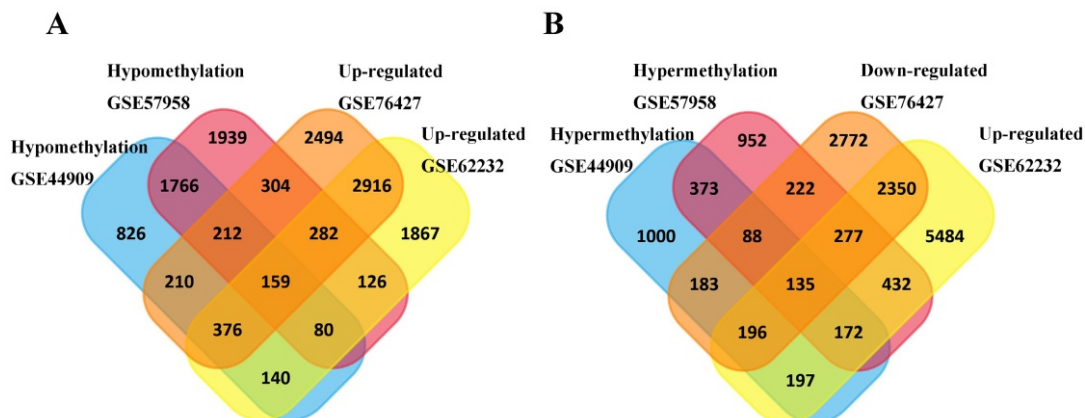 A
Hypomethylation
GSE57958
Up-regulated
GSE76427
Hypomethylation
GSE44909
Up-regulated
GSE62232
1939
2494
1766
304
2916
826
212
282
1867
210
159
126
376
80
140
B
Hypermethylation
GSE57958
Down-regulated
GSE76427
Hypermethylation
GSE44909
Up-regulated
GSE62232
952
2772
373
222
2350
1000
88
277
5484
183
135
432
196
172
197